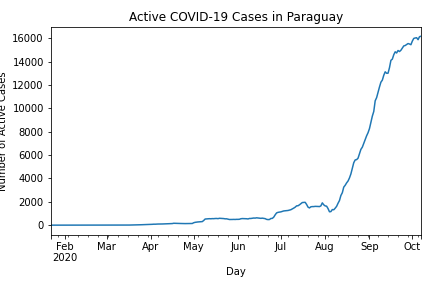 Active COVID-19 Cases in Paraguay
Number of Active Cases
16000
14000
12000
10000
8000
6000
4000
2000
0
Feb Mar Apr May Jun Jul Aug Sep Oct
2020
Day